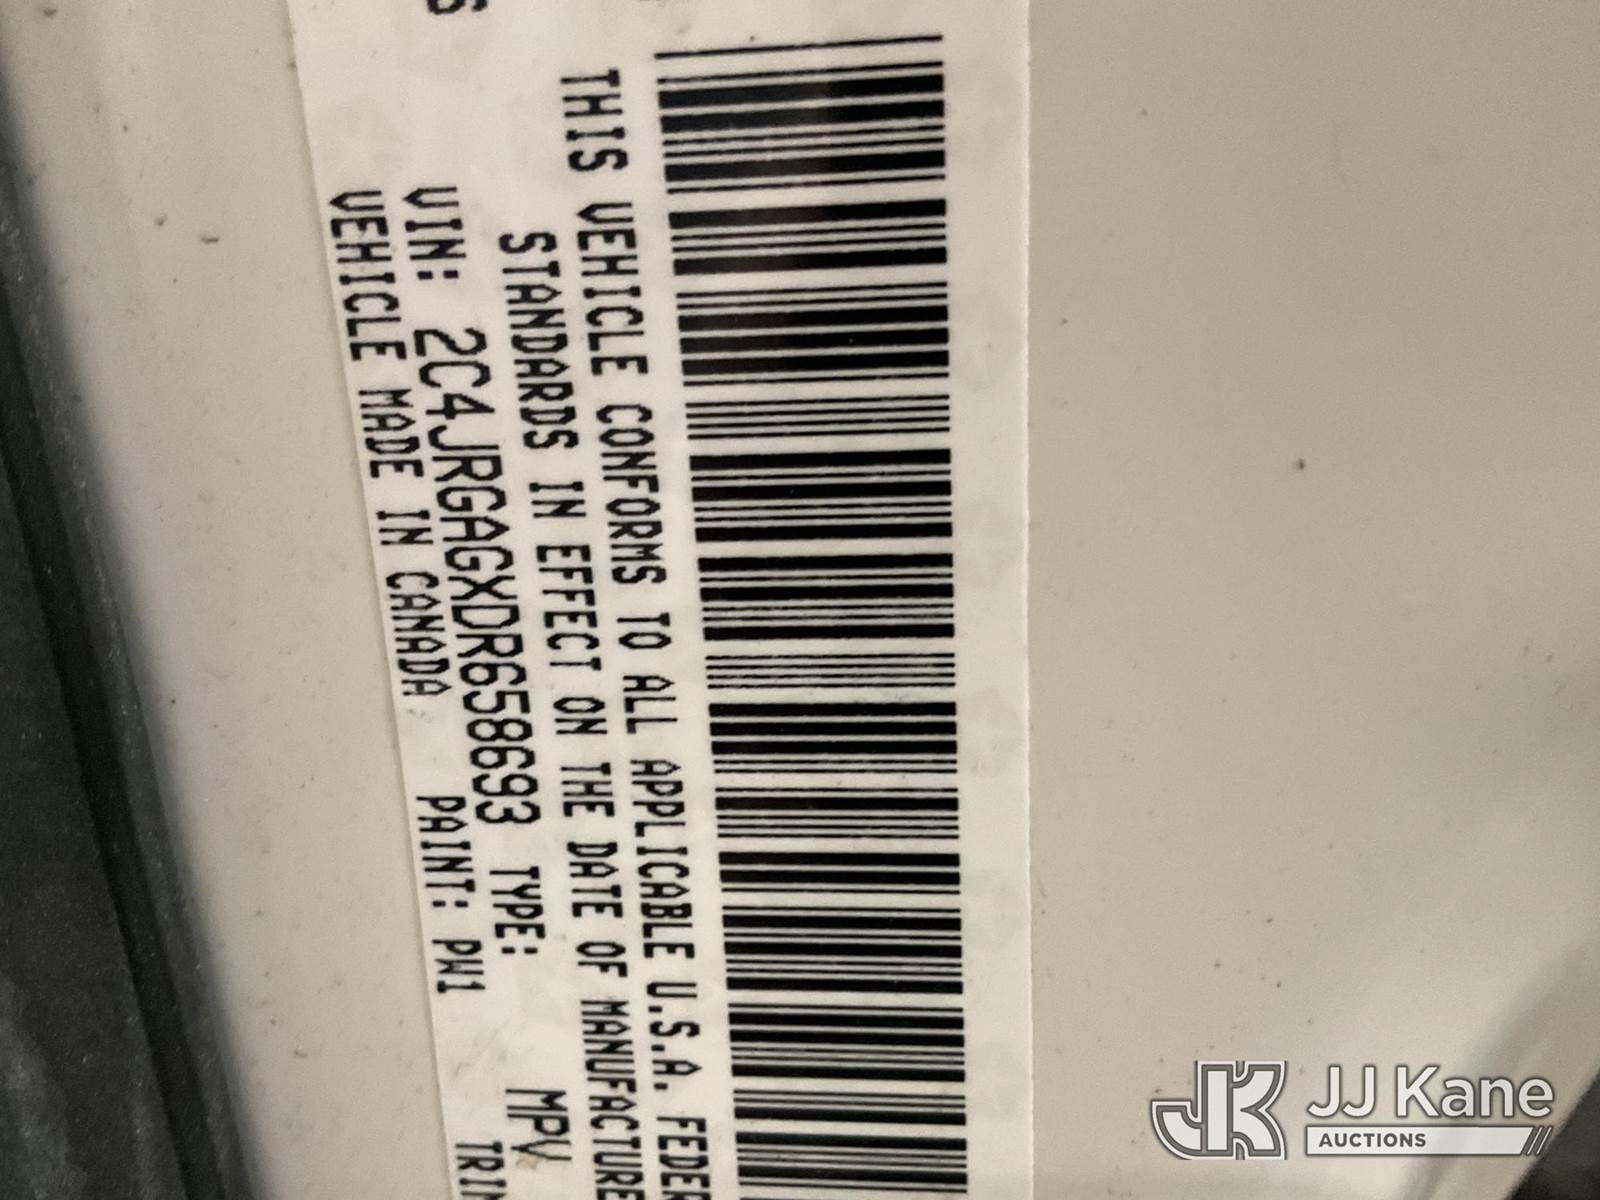 THIS VEHICLE CONFORMS TO ALL APPLICABLE U.S.A. FEDER
STANDARDS IN EFFECT ON THE DATE OF MANUFACTURE
VIN: 2C4JRGAGXDR658693 TYPE: MPV
VEHICLE MADE IN CANADA PAINT: PW1 TRIM
JJ Kane
AUCTIONS